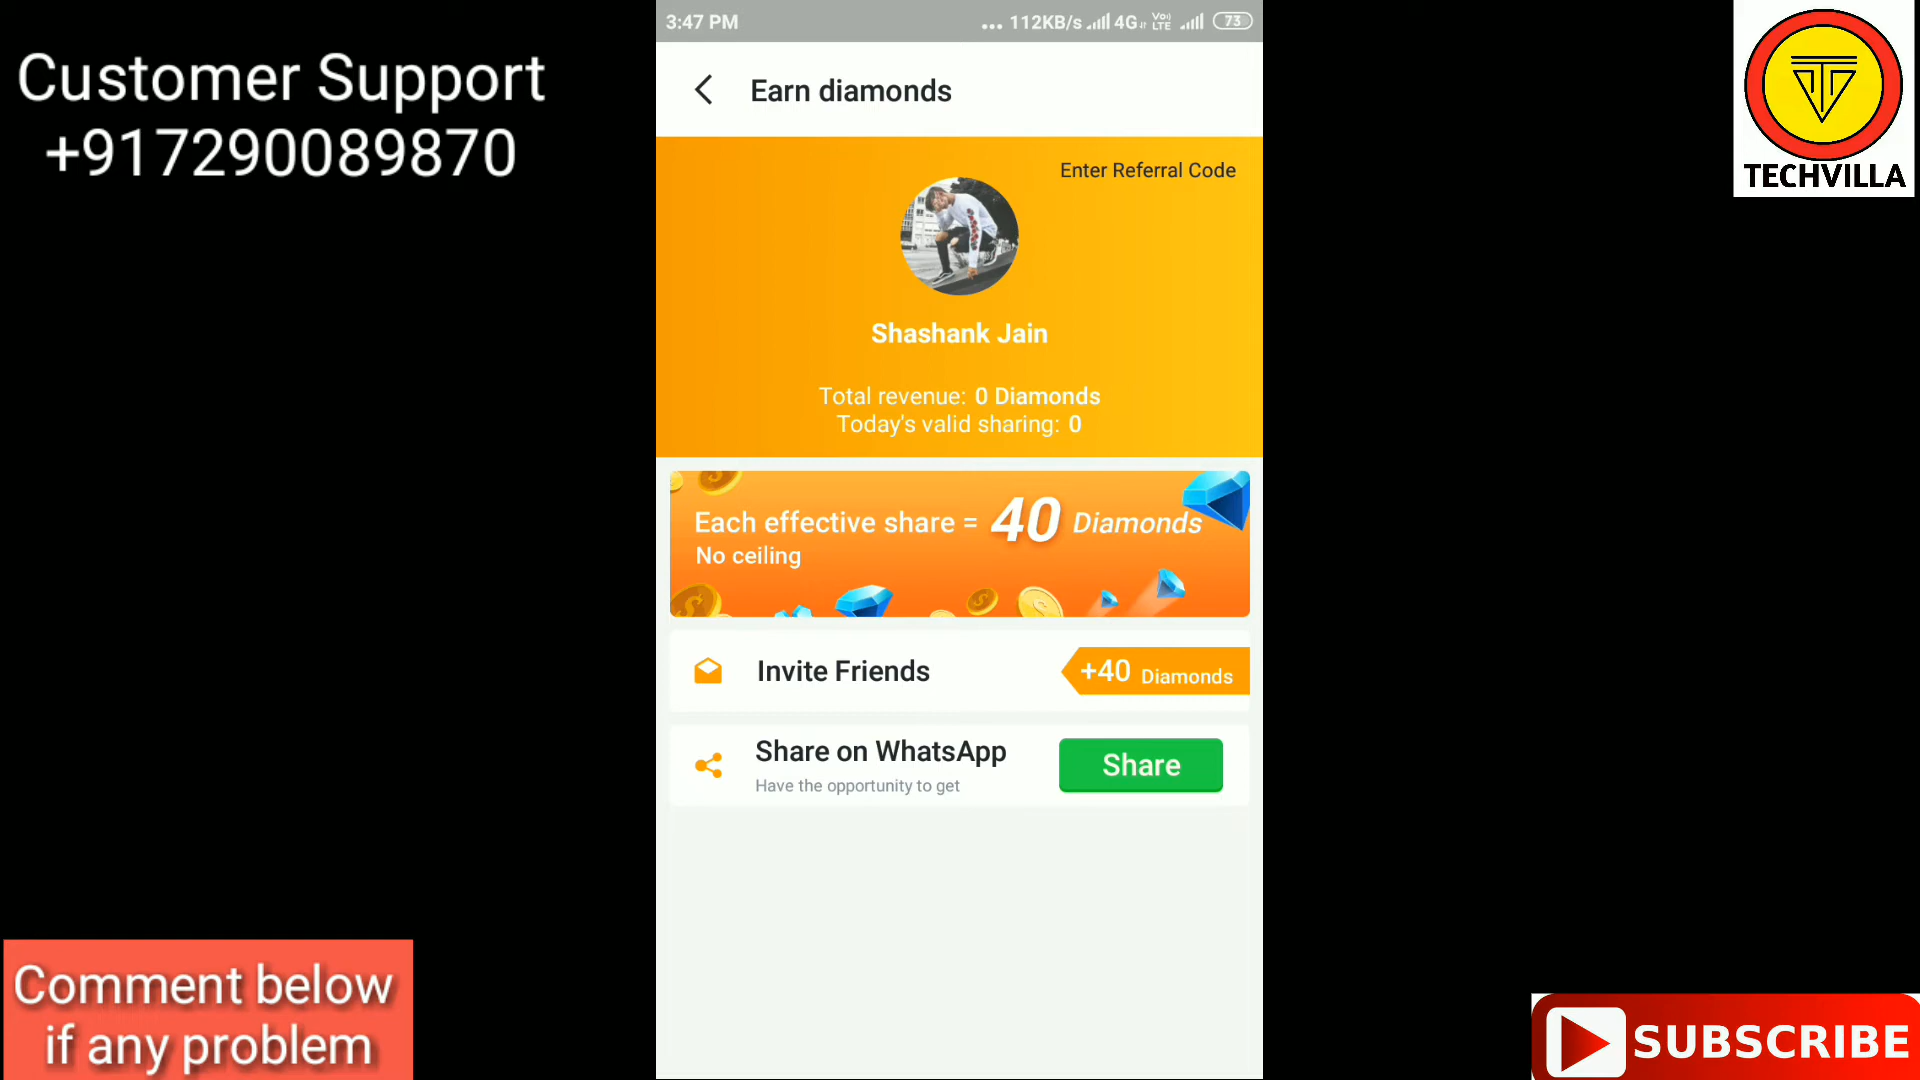 Customer Support
+917290089870
3:47 PM
... 112KB/s 4G Vo) LTE 73
Earn diamonds
Enter Referral Code
Shashank Jain
Total revenue: 0 Diamonds
Today's valid sharing: 0
Each effective share = 40 Diamonds
No ceiling
Invite Friends
+40 Diamonds
Share on WhatsApp
Have the opportunity to get
Share
TECHVILLA
Comment below
if any problem
SUBSCRIBE